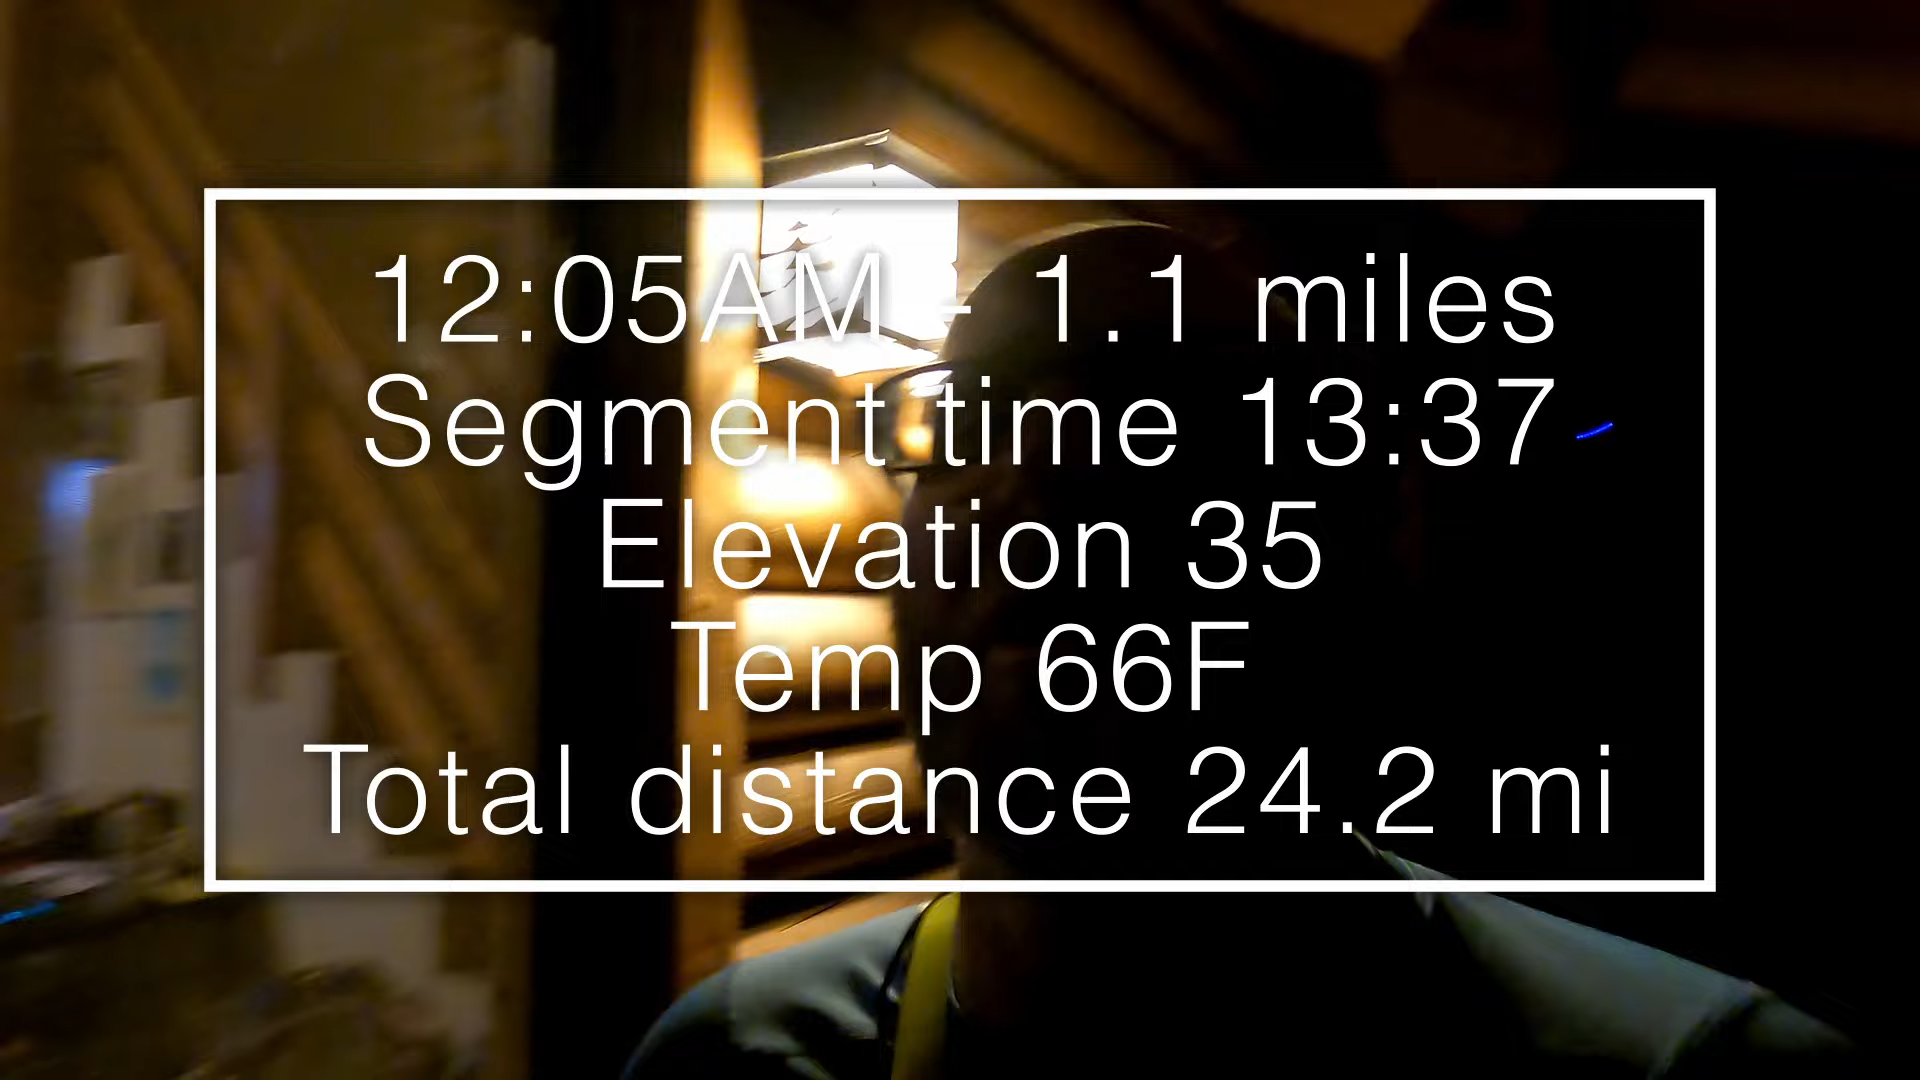 12:05AM - 1.1 miles
Segment time 13:37
Elevation 35
Temp 66F
Total distance 24.2 mi